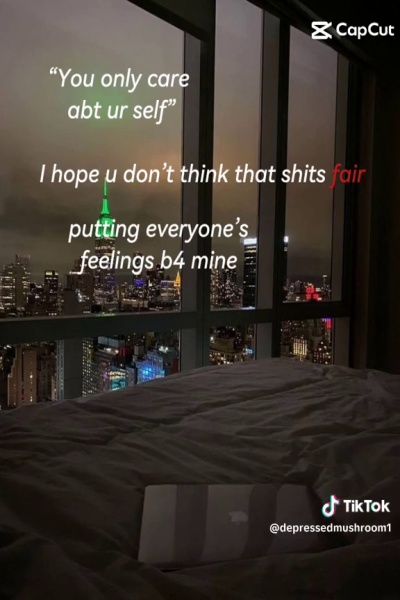 CapCut
“You only care
abt ur self”
I hope u don’t think that shits fair
putting everyone’s
feelings b4 mine
TikTok
@depressedmushroom1